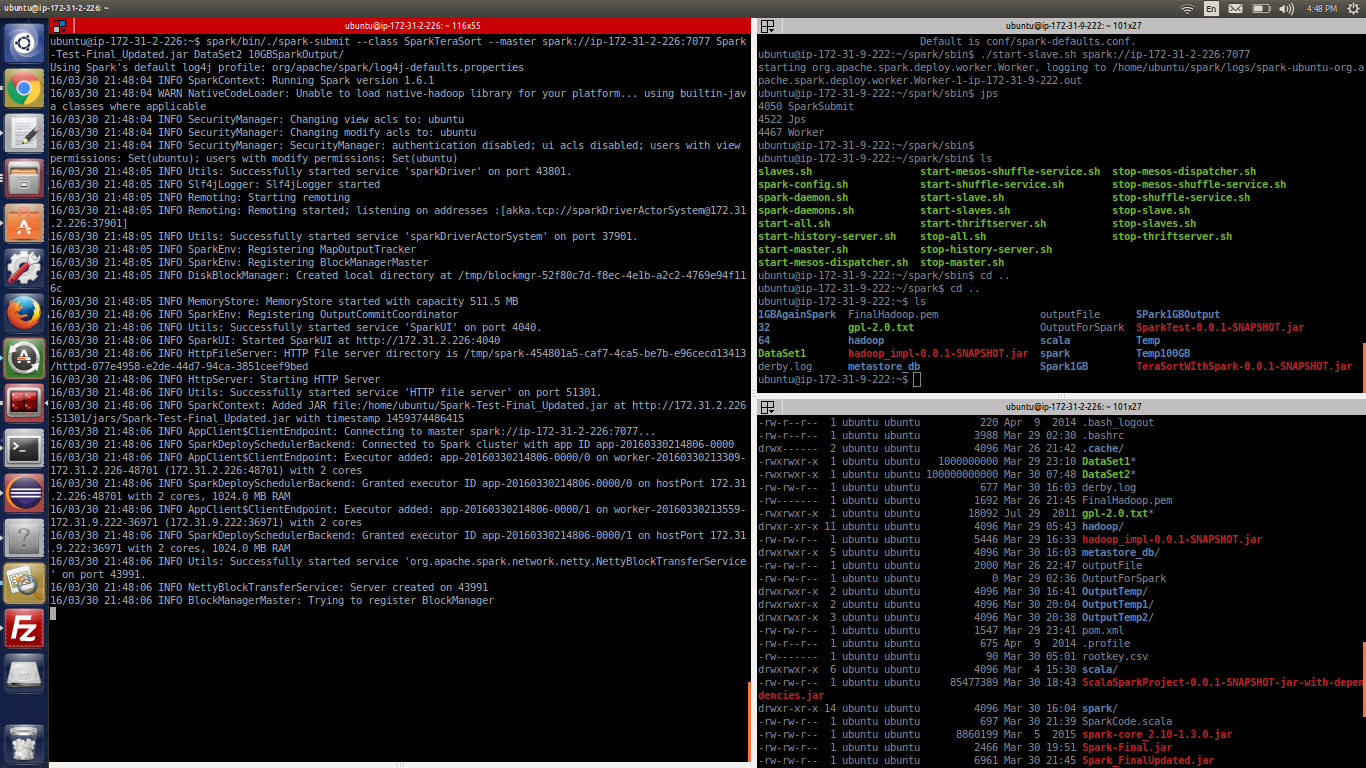 ubuntu@ip-172-31-2-226: ~
En
4:48 PM
ubuntu@ip-172-31-2-226: ~ 116x55
ubuntu@ip-172-31-2-226:~$ spark/bin/./spark-submit --class SparkTeraSort --master spark://ip-172-31-2-226:7077 Spark
-Test-Final_Updated.jar DataSet2 10GBSparkOutput/
Using Spark's default log4j profile: org/apache/spark/log4j-defaults.properties
16/03/30 21:48:04 INFO SparkContext: Running Spark version 1.6.1
16/03/30 21:48:04 WARN NativeCodeLoader: Unable to load native-hadoop library for your platform... using builtin-jav
a classes where applicable
16/03/30 21:48:04 INFO SecurityManager: Changing view acls to: ubuntu
16/03/30 21:48:04 INFO SecurityManager: Changing modify acls to: ubuntu
16/03/30 21:48:04 INFO SecurityManager: SecurityManager: authentication disabled; ui acls disabled; users with view
permissions: Set(ubuntu); users with modify permissions: Set(ubuntu)
16/03/30 21:48:05 INFO Utils: Successfully started service 'sparkDriver' on port 43801.
16/03/30 21:48:05 INFO Slf4jLogger: Slf4jLogger started
16/03/30 21:48:05 INFO Remoting: Starting remoting
16/03/30 21:48:05 INFO Remoting: Remoting started; listening on addresses :[akka.tcp://sparkDriverActorSystem@172.31
.2.226:37901]
16/03/30 21:48:05 INFO Utils: Successfully started service 'sparkDriverActorSystem' on port 37901.
16/03/30 21:48:05 INFO SparkEnv: Registering MapOutputTracker
16/03/30 21:48:05 INFO SparkEnv: Registering BlockManagerMaster
16/03/30 21:48:05 INFO DiskBlockManager: Created local directory at /tmp/blockmgr-52f80c7d-f8ec-4e1b-a2c2-4769e94f11
6c
16/03/30 21:48:05 INFO MemoryStore: MemoryStore started with capacity 511.5 MB
16/03/30 21:48:05 INFO SparkEnv: Registering OutputCommitCoordinator
16/03/30 21:48:06 INFO Utils: Successfully started service 'SparkUI' on port 4040.
16/03/30 21:48:06 INFO SparkUI: Started SparkUI at http://172.31.2.226:4040
16/03/30 21:48:06 INFO HttpFileServer: HTTP File server directory is /tmp/spark-454801a5-caf7-4ca5-be7b-e96cecd13413
/httpd-077e4958-e2de-44d7-94ca-3851ceef9bed
16/03/30 21:48:06 INFO HttpServer: Starting HTTP Server
16/03/30 21:48:06 INFO Utils: Successfully started service 'HTTP file server' on port 51301.
16/03/30 21:48:06 INFO SparkContext: Added JAR file:/home/ubuntu/Spark-Test-Final_Updated.jar at http://172.31.2.226
:51301/jars/Spark-Test-Final_Updated.jar with timestamp 1459374486415
16/03/30 21:48:06 INFO AppClient$ClientEndpoint: Connecting to master spark://ip-172-31-2-226:7077...
16/03/30 21:48:06 INFO SparkDeploySchedulerBackend: Connected to Spark cluster with app ID app-20160330214806-0000
16/03/30 21:48:06 INFO AppClient$ClientEndpoint: Executor added: app-20160330214806-0000/0 on worker-20160330213309-
172.31.2.226-48701 (172.31.2.226:48701) with 2 cores
16/03/30 21:48:06 INFO SparkDeploySchedulerBackend: Granted executor ID app-20160330214806-0000/0 on hostPort 172.31
.2.226:48701 with 2 cores, 1024.0 MB RAM
16/03/30 21:48:06 INFO AppClient$ClientEndpoint: Executor added: app-20160330214806-0000/1 on worker-20160330213559-
172.31.9.222-36971 (172.31.9.222:36971) with 2 cores
16/03/30 21:48:06 INFO SparkDeploySchedulerBackend: Granted executor ID app-20160330214806-0000/1 on hostPort 172.31
.9.222:36971 with 2 cores, 1024.0 MB RAM
16/03/30 21:48:06 INFO Utils: Successfully started service 'org.apache.spark.network.netty.NettyBlockTransferService
' on port 43991.
16/03/30 21:48:06 INFO NettyBlockTransferService: Server created on 43991
16/03/30 21:48:06 INFO BlockManagerMaster: Trying to register BlockManager
ubuntu@ip-172-31-9-222: ~ 101x27
Default is conf/spark-defaults.conf.
ubuntu@ip-172-31-9-222:~/spark/sbin$ ./start-slave.sh spark://ip-172-31-2-226:7077
starting org.apache.spark.deploy.worker.Worker, logging to /home/ubuntu/spark/logs/spark-ubuntu-org.a
pache.spark.deploy.worker.Worker-1-ip-172-31-9-222.out
ubuntu@ip-172-31-9-222:~/spark/sbin$ jps
4050 SparkSubmit
4522 Jps
4467 Worker
ubuntu@ip-172-31-9-222:~/spark/sbin$
ubuntu@ip-172-31-9-222:~/spark/sbin$ ls
slaves.sh start-mesos-shuffle-service.sh stop-mesos-dispatcher.sh
spark-config.sh start-shuffle-service.sh stop-mesos-shuffle-service.sh
spark-daemon.sh start-slave.sh stop-shuffle-service.sh
spark-daemons.sh start-slaves.sh stop-slave.sh
start-all.sh start-thriftserver.sh stop-slaves.sh
start-history-server.sh stop-all.sh stop-thriftserver.sh
start-master.sh stop-history-server.sh
start-mesos-dispatcher.sh stop-master.sh
ubuntu@ip-172-31-9-222:~/spark/sbin$ cd ..
ubuntu@ip-172-31-9-222:~/spark$ cd ..
ubuntu@ip-172-31-9-222:~$ ls
1GBAgainSpark FinalHadoop.pem outputFile SPark1GBOutput
32 gpl-2.0.txt OutputForSpark SparkTest-0.0.1-SNAPSHOT.jar
64 hadoop scala Temp
DataSet1 hadoop_impl-0.0.1-SNAPSHOT.jar spark Temp100GB
derby.log metastore_db Spark1GB TeraSortWIthSpark-0.0.1-SNAPSHOT.jar
ubuntu@ip-172-31-9-222:~$
ubuntu@ip-172-31-2-226: ~ 101x27
-rw-r--r-- 1 ubuntu ubuntu 220 Apr 9 2014 .bash_logout
-rw-r--r-- 1 ubuntu ubuntu 3988 Mar 29 02:30 .bashrc
drwx------ 2 ubuntu ubuntu 4096 Mar 26 21:42 .cache/
-rwxrwxr-x 1 ubuntu ubuntu 1000000000 Mar 29 23:10 DataSet1*
-rwxrwxr-x 1 ubuntu ubuntu 100000000000 Mar 30 07:48 DataSet2*
-rw-rw-r-- 1 ubuntu ubuntu 677 Mar 30 16:03 derby.log
-rw------- 1 ubuntu ubuntu 1692 Mar 26 21:45 FinalHadoop.pem
-rwxrwxr-x 1 ubuntu ubuntu 18092 Jul 29 2011 gpl-2.0.txt*
drwxr-xr-x 11 ubuntu ubuntu 4096 Mar 29 05:43 hadoop/
-rw-rw-r-- 1 ubuntu ubuntu 5446 Mar 29 16:33 hadoop_impl-0.0.1-SNAPSHOT.jar
drwxrwxr-x 5 ubuntu ubuntu 4096 Mar 30 16:03 metastore_db/
-rw-rw-r-- 1 ubuntu ubuntu 2000 Mar 26 22:47 outputFile
-rw-rw-r-- 1 ubuntu ubuntu 0 Mar 29 02:36 OutputForSpark
drwxrwxr-x 2 ubuntu ubuntu 4096 Mar 30 16:41 OutputTemp/
drwxrwxr-x 2 ubuntu ubuntu 4096 Mar 30 20:04 OutputTemp1/
drwxrwxr-x 3 ubuntu ubuntu 4096 Mar 30 20:38 OutputTemp2/
-rw-rw-r-- 1 ubuntu ubuntu 1547 Mar 29 23:41 pom.xml
-rw-r--r-- 1 ubuntu ubuntu 675 Apr 9 2014 .profile
-rw------- 1 ubuntu ubuntu 90 Mar 30 05:01 rootkey.csv
drwxrwxr-x 6 ubuntu ubuntu 4096 Mar 4 15:30 scala/
-rw-rw-r-- 1 ubuntu ubuntu 85477389 Mar 30 18:43 ScalaSparkProject-0.0.1-SNAPSHOT-jar-with-depen
dencies.jar
drwxr-xr-x 14 ubuntu ubuntu 4096 Mar 30 16:04 spark/
-rw-rw-r-- 1 ubuntu ubuntu 697 Mar 30 21:39 SparkCode.scala
-rw-rw-r-- 1 ubuntu ubuntu 8860199 Mar 5 2015 spark-core_2.10-1.3.0.jar
-rw-rw-r-- 1 ubuntu ubuntu 2466 Mar 30 19:51 Spark-Final.jar
-rw-rw-r-- 1 ubuntu ubuntu 6961 Mar 30 21:45 Spark_FinalUpdated.jar